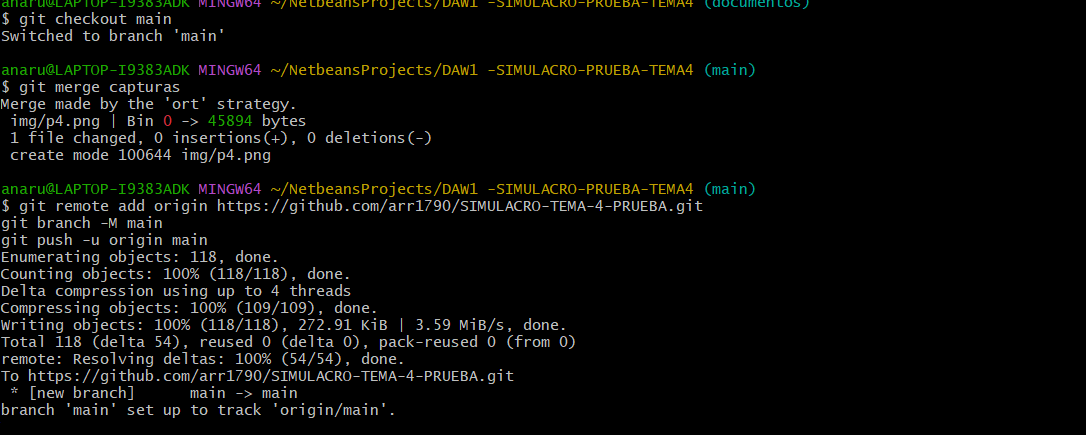 anaru@LAPTOP-I9383ADK MINGW64 ~/NetbeansProjects/DAW1 -SIMULACRO-PRUEBA-TEMA4 (documentos)
$ git checkout main
Switched to branch 'main'
anaru@LAPTOP-I9383ADK MINGW64 ~/NetbeansProjects/DAW1 -SIMULACRO-PRUEBA-TEMA4 (main)
$ git merge capturas
Merge made by the 'ort' strategy.
 img/p4.png | Bin 0 -> 45894 bytes
 1 file changed, 0 insertions(+), 0 deletions(-)
 create mode 100644 img/p4.png
anaru@LAPTOP-I9383ADK MINGW64 ~/NetbeansProjects/DAW1 -SIMULACRO-PRUEBA-TEMA4 (main)
$ git remote add origin https://github.com/arr1790/SIMULACRO-TEMA-4-PRUEBA.git
git branch -M main
git push -u origin main
Enumerating objects: 118, done.
Counting objects: 100% (118/118), done.
Delta compression using up to 4 threads
Compressing objects: 100% (109/109), done.
Writing objects: 100% (118/118), 272.91 KiB | 3.59 MiB/s, done.
Total 118 (delta 54), reused 0 (delta 0), pack-reused 0 (from 0)
remote: Resolving deltas: 100% (54/54), done.
To https://github.com/arr1790/SIMULACRO-TEMA-4-PRUEBA.git
 * [new branch]      main -> main
branch 'main' set up to track 'origin/main'.